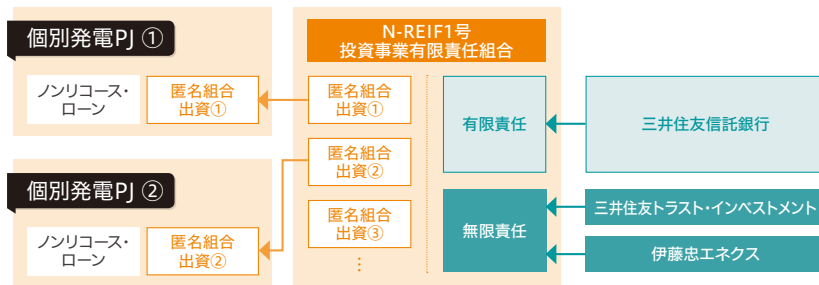 個別発電PJ ①
ノンリコース・
ローン
匿名組合
出資①
個別発電PJ ②
ノンリコース・
ローン
匿名組合
出資②
N-REIF1号
投資事業有限責任組合
匿名組合
出資①
匿名組合
出資②
匿名組合
出資③
⋮
有限責任
無限責任
三井住友信託銀行
三井住友トラスト・インベストメント
伊藤忠エネクス